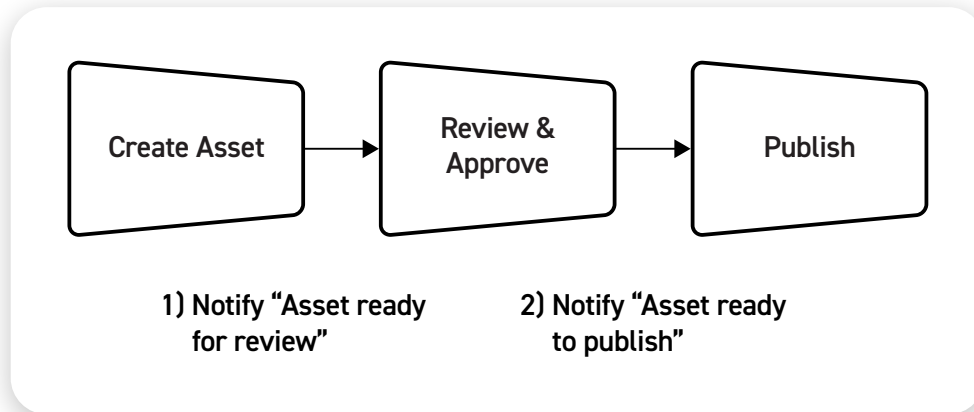 Create Asset
Review &
Approve
Publish
1) Notify “Asset ready
for review”
2) Notify “Asset ready
to publish”